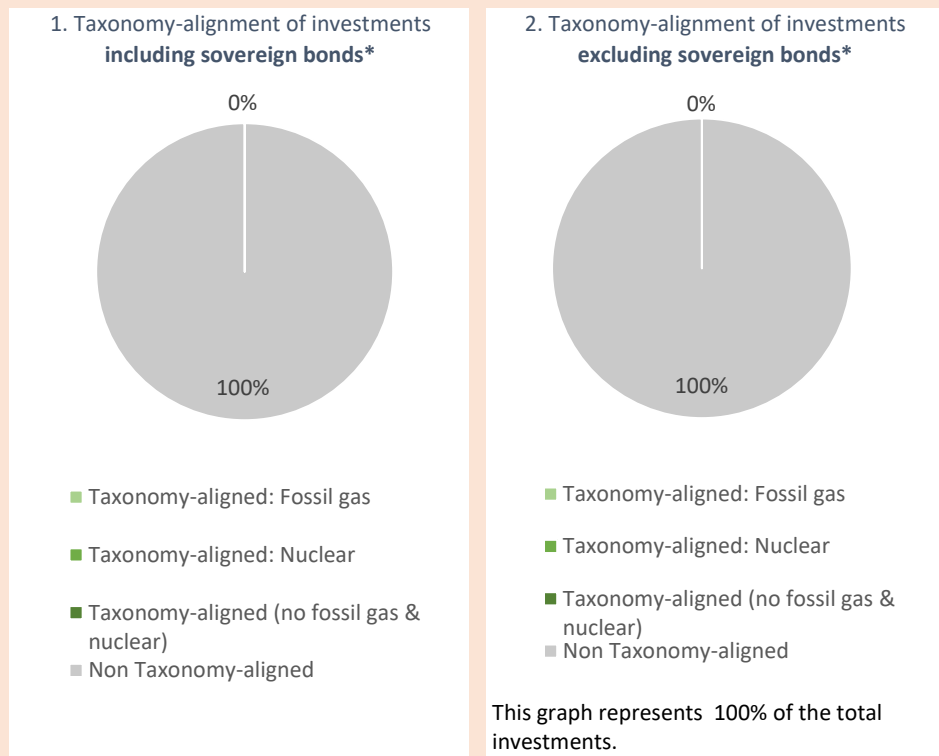 1. Taxonomy-alignment of investments
including sovereign bonds*
0%
100%
Taxonomy-aligned: Fossil gas
Taxonomy-aligned: Nuclear
Taxonomy-aligned (no fossil gas &
nuclear)
Non Taxonomy-aligned
2. Taxonomy-alignment of investments
excluding sovereign bonds*
0%
100%
Taxonomy-aligned: Fossil gas
Taxonomy-aligned: Nuclear
Taxonomy-aligned (no fossil gas &
nuclear)
Non Taxonomy-aligned
This graph represents 100% of the total
investments.